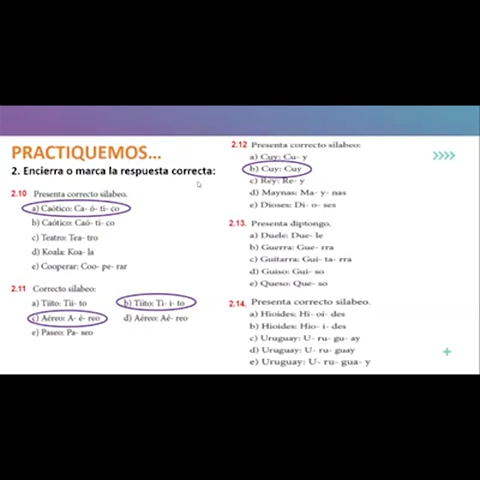 PRACTIQUEMOS...
2. Encierra o marca la respuesta correcta:
2.10 Presenta correcto silabeo.
a) Caótico: Ca- ó- ti- co
b) Caótico: Caó- ti- co
c) Teatro: Tea- tro
d) Koala: Koa- la
e) Cooperar: Coo- pe- rar
2.11 Correcto silabeo:
a) Tiito: Tii- to b) Tiito: Ti- i- to
c) Aéreo: A- é- reo d) Aéreo: Aé- reo
e) Paseo: Pa- seo
2.12 Presenta correcto silabeo:
a) Cuy: Cu- y
b) Cuy: Cuy
c) Rey: Re- y
d) Maynas: Ma- y- nas
e) Dioses: Di- o- ses
2.13. Presenta diptongo.
a) Duele: Due- le
b) Guerra: Gue- rra
c) Guitarra: Gui- ta- rra
d) Guiso: Gui- so
e) Queso: Que- so
2.14. Presenta correcto silabeo.
a) Hioides: Hi- oi- des
b) Hioides: Hio- i- des
c) Uruguay: U- ru- gu- ay
d) Uruguay: U- ru- guay
e) Uruguay: U- ru- gua- y